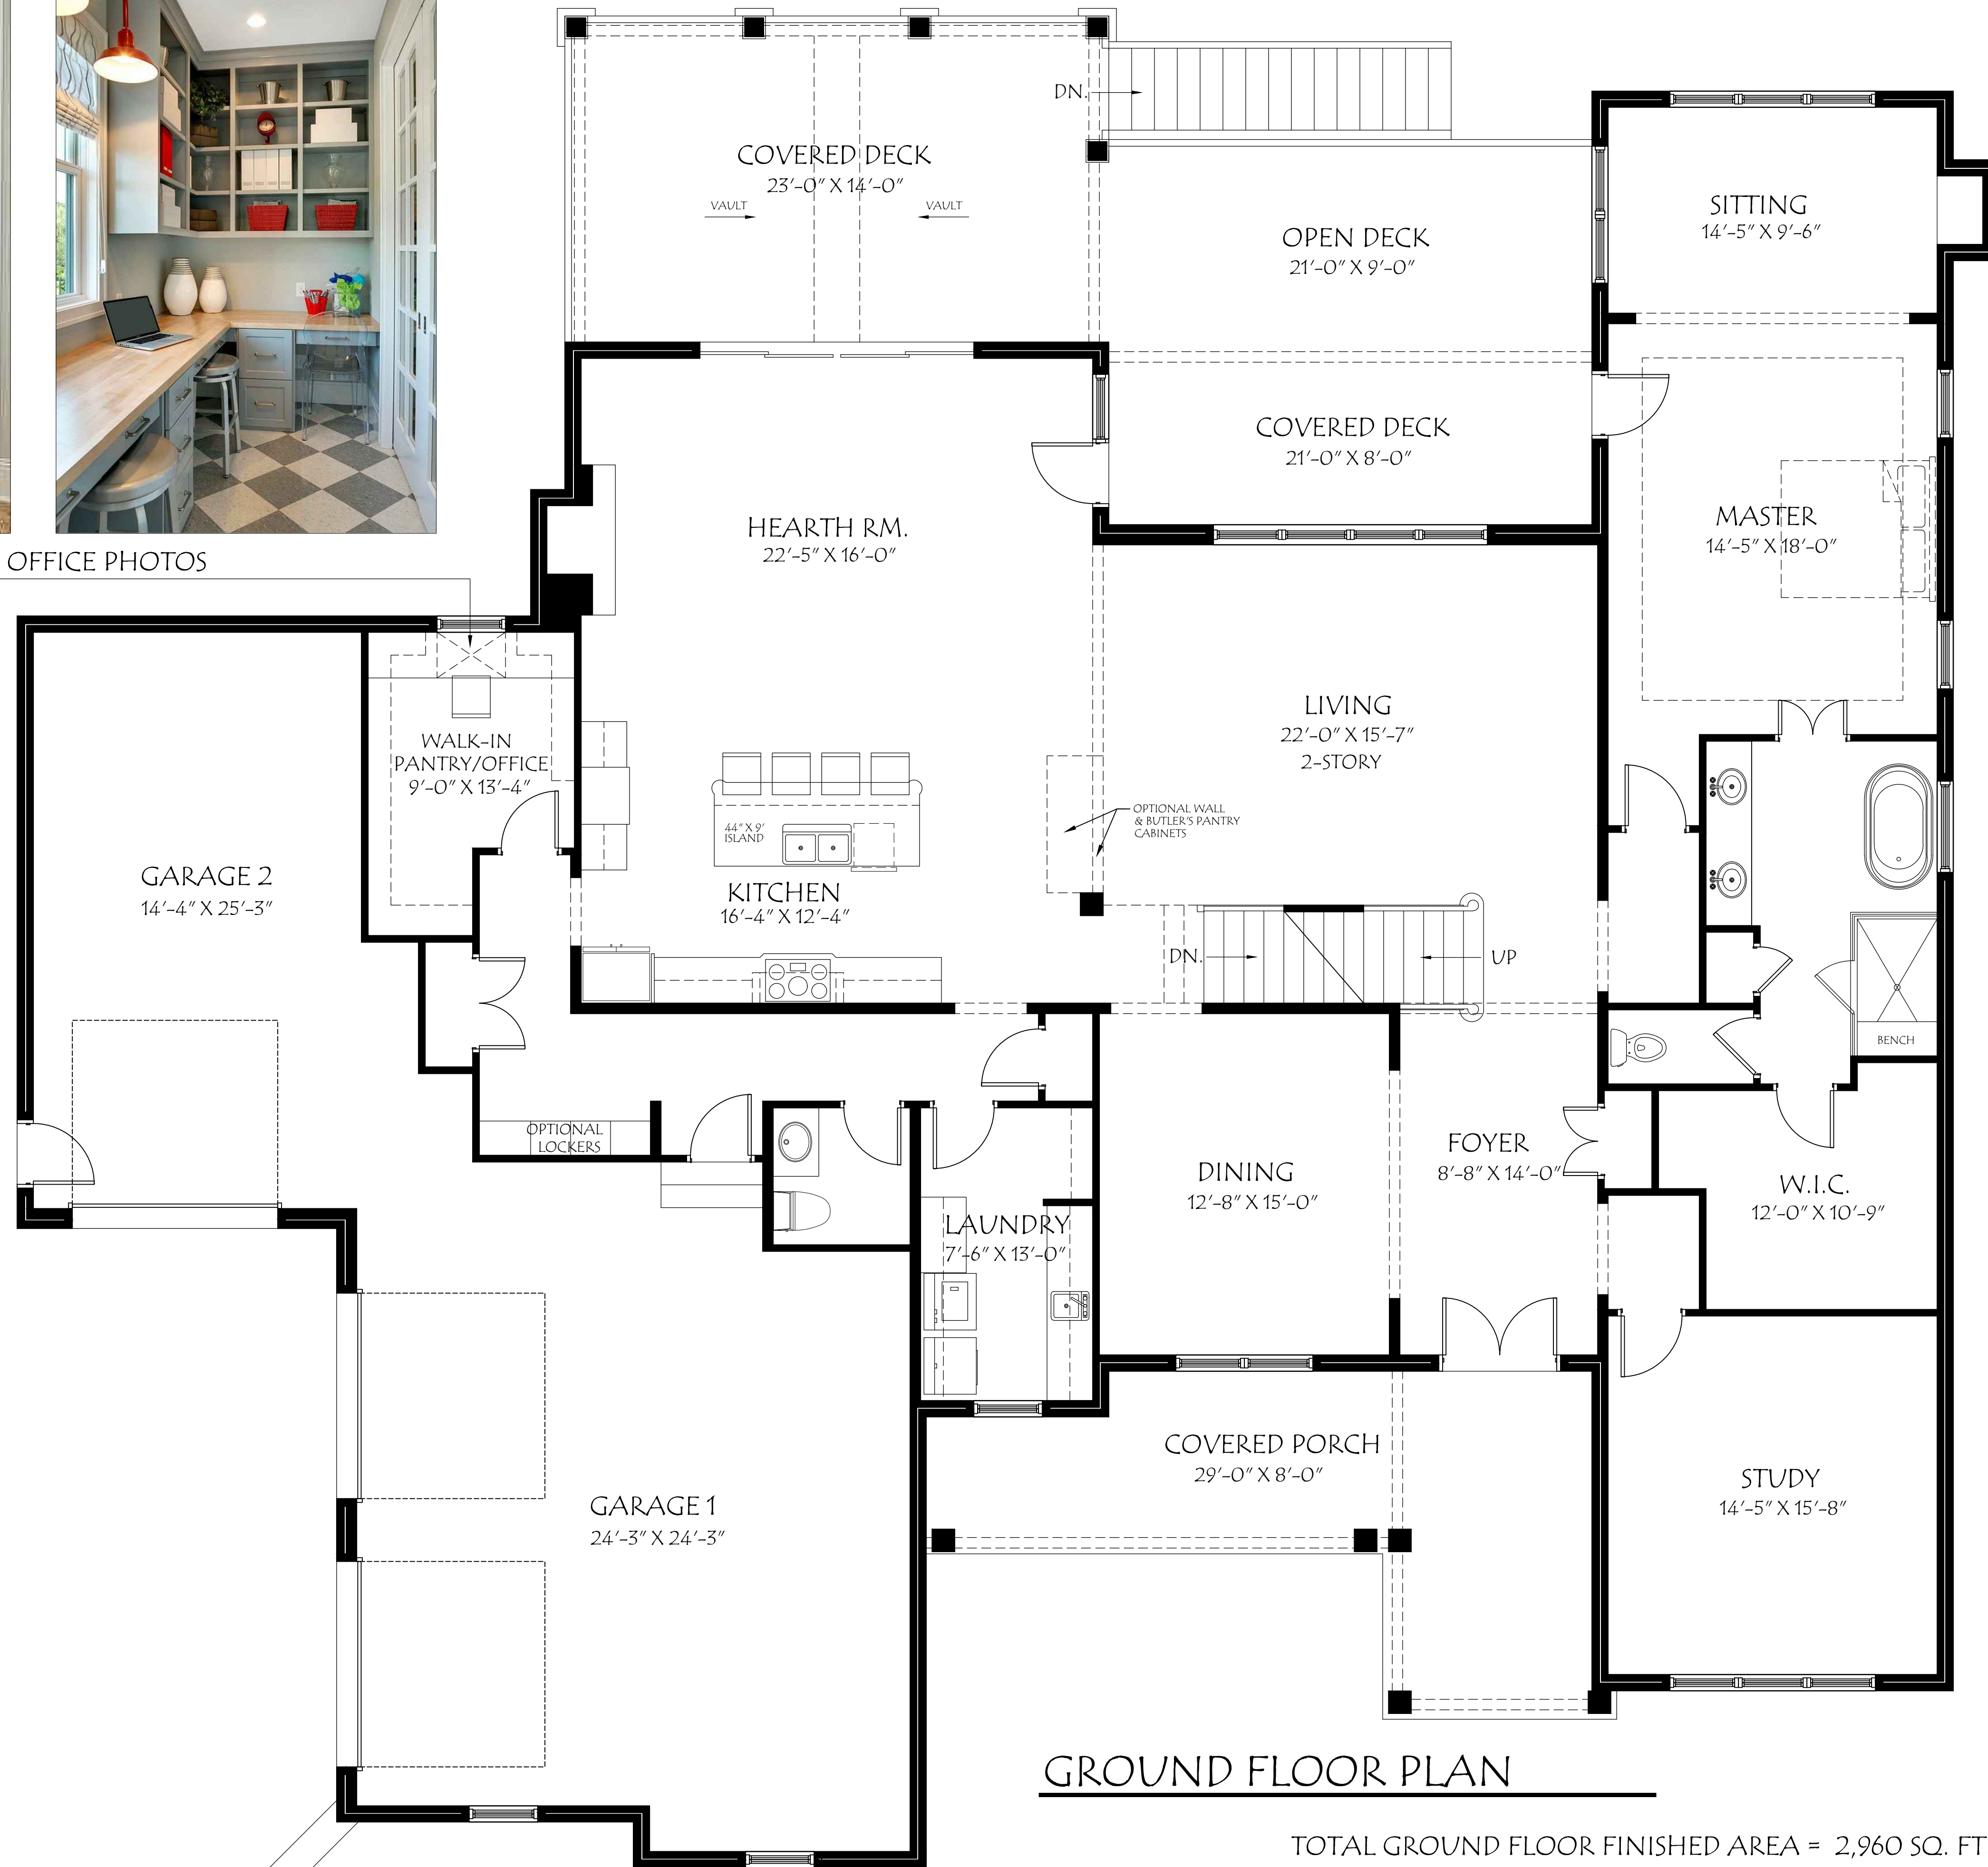 OFFICE PHOTOS
COVERED DECK
23'-0" X 14'-0"
VAULT
VAULT
DN.
OPEN DECK
21'-0" X 9'-0"
SITTING
14'-5" X 9'-6"
COVERED DECK
21'-0" X 8'-0"
HEARTH RM.
22'-5" X 16'-0"
MASTER
14'-5" X 18'-0"
WALK-IN
PANTRY/OFFICE
9'-0" X 13'-4"
LIVING
22'-0" X 15'-7"
2-STORY
OPTIONAL WALL
& BUTLER'S PANTRY
CABINETS
44" X 9'
ISLAND
KITCHEN
16'-4" X 12'-4"
GARAGE 2
14'-4" X 25'-3"
DN.
UP
BENCH
OPTIONAL
LOCKERS
DINING
12'-8" X 15'-0"
FOYER
8'-8" X 14'-0"
W.I.C.
12'-0" X 10'-9"
LAUNDRY
7'-6" X 13'-0"
COVERED PORCH
29'-0" X 8'-0"
STUDY
14'-5" X 15'-8"
GARAGE 1
24'-3" X 24'-3"
GROUND FLOOR PLAN
TOTAL GROUND FLOOR FINISHED AREA = 2,960 SQ. FT